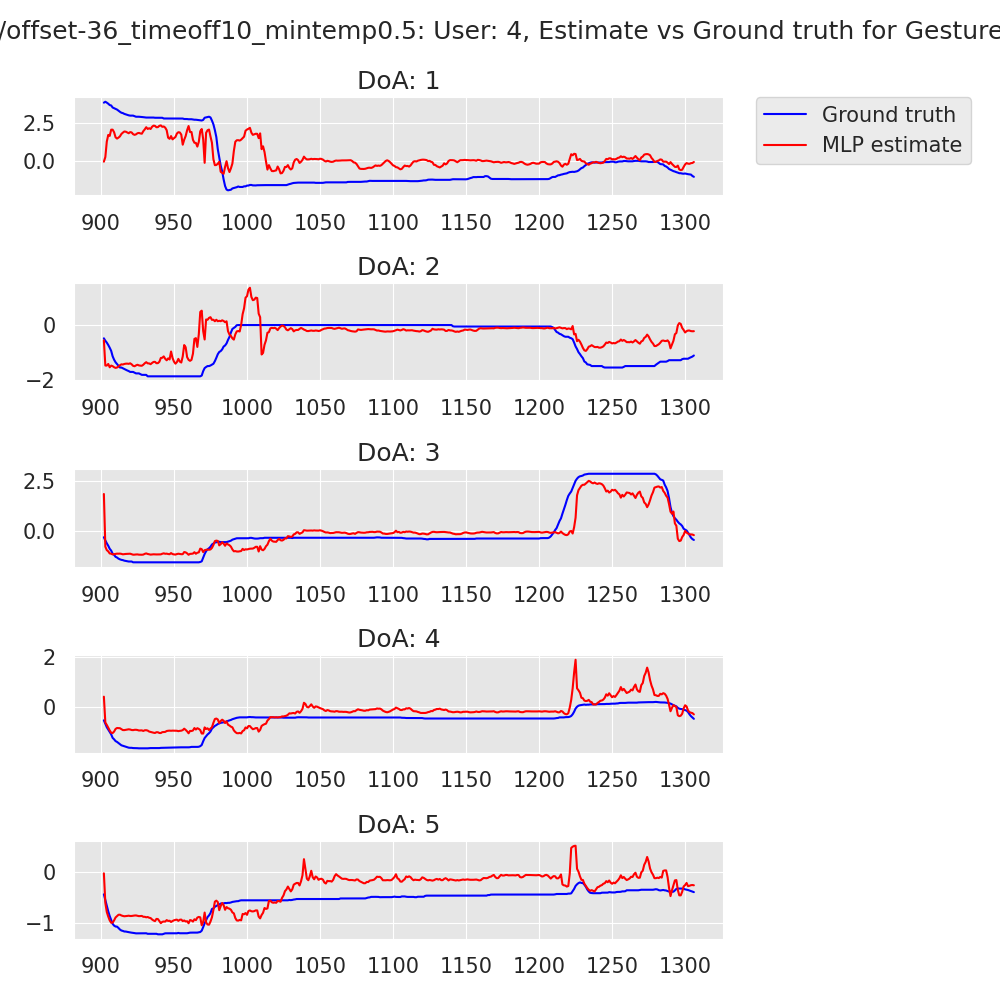 /offset-36_timeoff10_mintemp0.5: User: 4, Estimate vs Ground truth for Gesture
DoA: 1
Ground truth
MLP estimate
2.5
0.0
900 950 1000 1050 1100 1150 1200 1250 1300
DoA: 2
0
−2
900 950 1000 1050 1100 1150 1200 1250 1300
DoA: 3
2.5
0.0
900 950 1000 1050 1100 1150 1200 1250 1300
DoA: 4
2
0
900 950 1000 1050 1100 1150 1200 1250 1300
DoA: 5
0
−1
900 950 1000 1050 1100 1150 1200 1250 1300